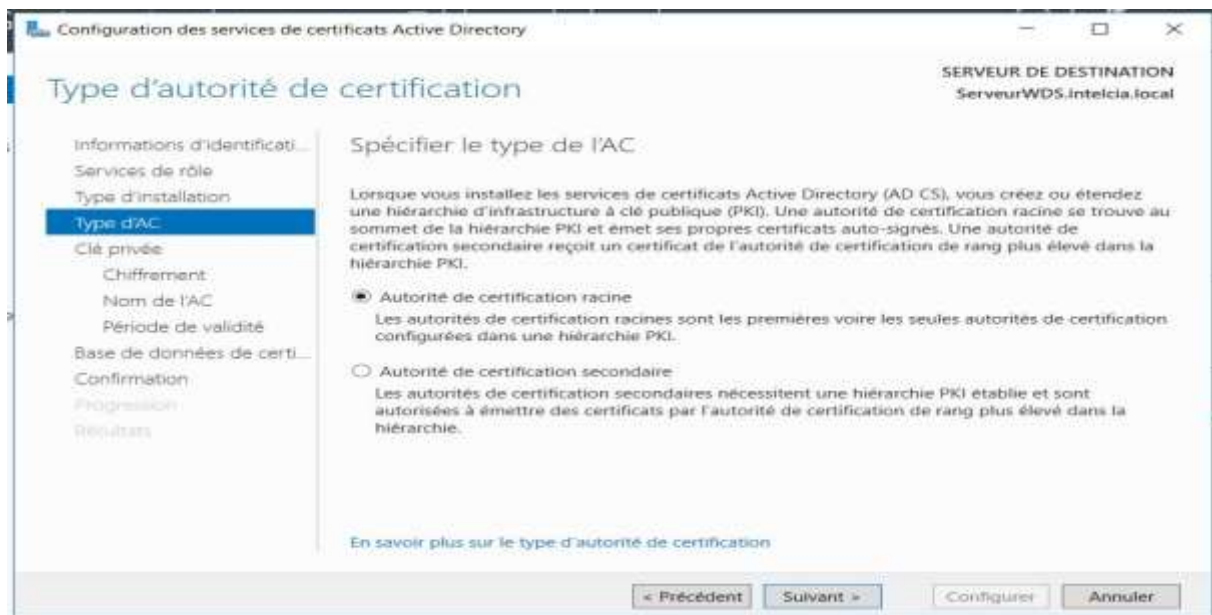 Configuration des services de certificats Active Directory
Type d'autorité de certification
SERVEUR DE DESTINATION
ServeurWDS.intelcia.local
Informations d'identificati...
Services de rôle
Type d'installation
Type d'AC
Clé privée
Chiffrement
Nom de l'AC
Période de validité
Base de données de certi...
Confirmation
Progression
Résultats
Spécifier le type de l'AC
Lorsque vous installez les services de certificats Active Directory (AD CS), vous créez ou étendez
une hiérarchie d'infrastructure à clé publique (PKI). Une autorité de certification racine se trouve au
sommet de la hiérarchie PKI et émet ses propres certificats auto-signés. Une autorité de
certification secondaire reçoit un certificat de l'autorité de certification de rang plus élevé dans la
hiérarchie PKI.
Autorité de certification racine
Les autorités de certification racines sont les premières voire les seules autorités de certification
configurées dans une hiérarchie PKI.
Autorité de certification secondaire
Les autorités de certification secondaires nécessitent une hiérarchie PKI établie et sont
autorisées à émettre des certificats par l'autorité de certification de rang plus élevé dans la
hiérarchie.
En savoir plus sur le type d'autorité de certification
< Précédent
Suivant >
Configurer
Annuler